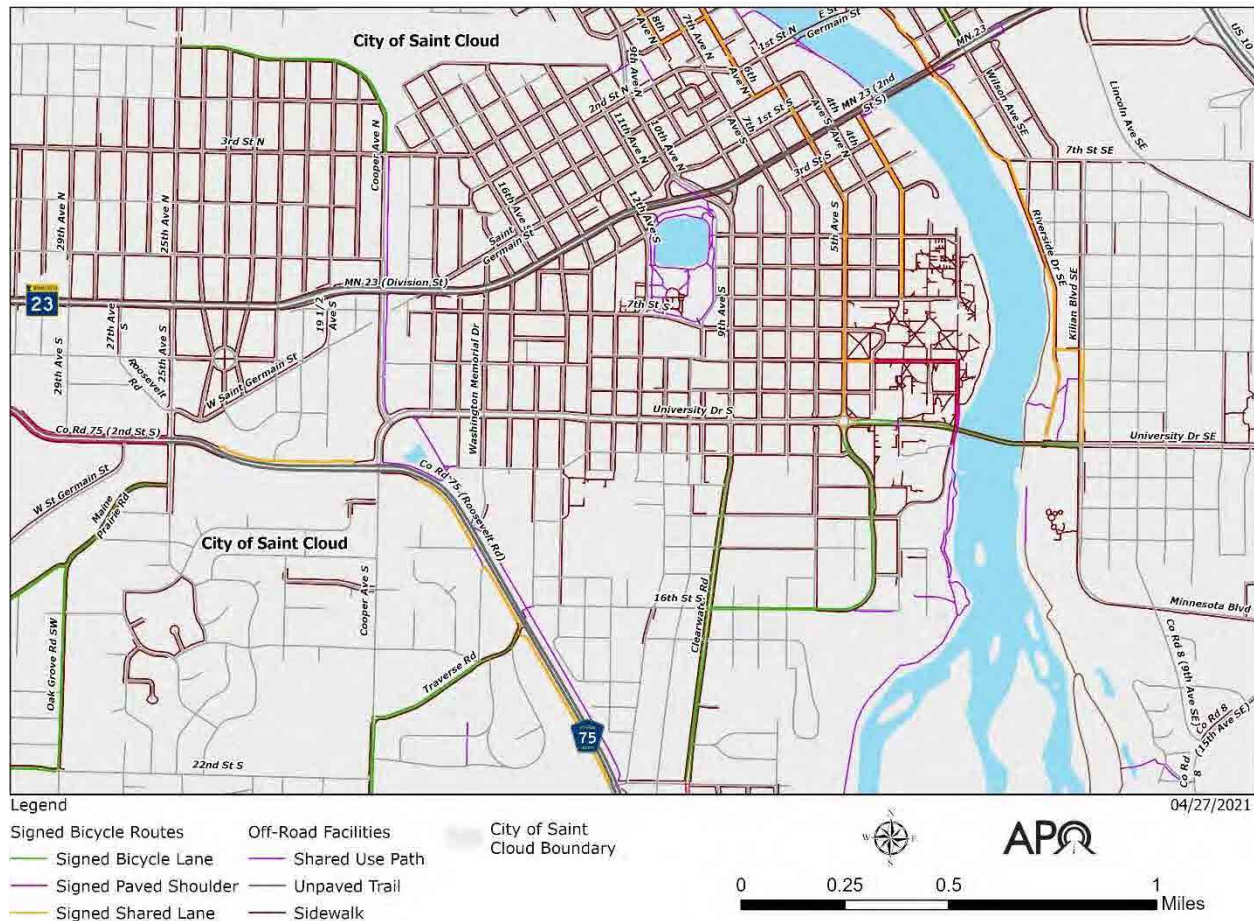 City of Saint Cloud
8th
7th Ave N
E St
Germain St
1st St N
MN 23
US 10
9th Ave N
6th
Ave N
2nd St N
MN 23 (2nd
St S)
Wilson Ave SE
Lincoln Ave SE
Cooper Ave N
3rd St N
11th Ave N
10th Ave N
7th
Ave S
1st St S
4th
Ave S
4th
Ave N
3rd St S
7th St SE
29th Ave N
25th Ave N
16th Ave S
12th Ave S
Saint
Germain St
5th Ave S
Riverside Dr SE
Kilian Blvd SE
MN 23 (Division St)
23
27th Ave
S
19 1/2
Ave S
7th St S
9th Ave S
29th Ave S
Roosevelt
Rd
25th Ave S
W Saint Germain St
Washington Memorial Dr
University Dr S
University Dr SE
Co Rd 75 (2nd St S)
W St Germain St
Maine
Prairie Rd
Co Rd 75 (Roosevelt Rd)
City of Saint Cloud
Cooper Ave S
16th St S
Clearwater Rd
Minnesota Blvd
Oak Grove Rd SW
Traverse Rd
Co Rd 8 (9th Ave SE)
Co Rd 8
(15th Ave SE)
Co Rd
8
75
22nd St S
Legend
04/27/2021
Signed Bicycle Routes
Signed Bicycle Lane
Signed Paved Shoulder
Signed Shared Lane
Off-Road Facilities
Shared Use Path
Unpaved Trail
Sidewalk
City of Saint
Cloud Boundary
N
W E
S
APO
0 0.25 0.5 1
Miles